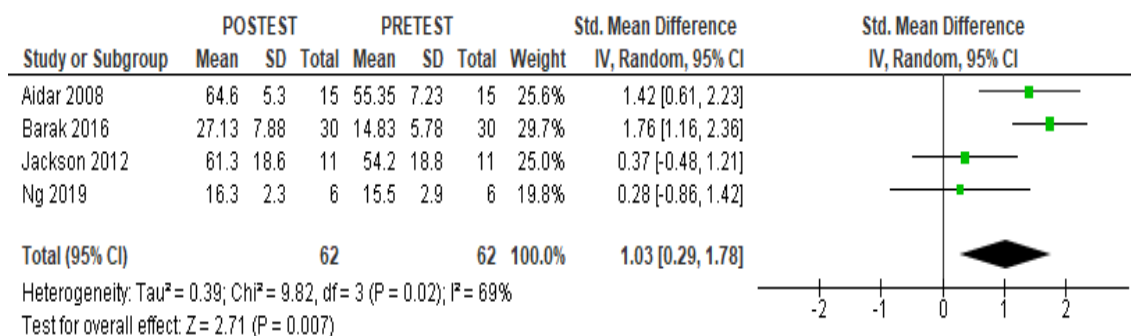 POSTEST PRETEST Std. Mean Difference Std. Mean Difference
Study or Subgroup Mean SD Total Mean SD Total Weight IV, Random, 95% CI IV, Random, 95% CI
Aidar 2008 64.6 5.3 15 55.35 7.23 15 25.6% 1.42 [0.61, 2.23]
Barak 2016 27.13 7.88 30 14.83 5.78 30 29.7% 1.76 [1.16, 2.36]
Jackson 2012 61.3 18.6 11 54.2 18.8 11 25.0% 0.37 [-0.48, 1.21]
Ng 2019 16.3 2.3 6 15.5 2.9 6 19.8% 0.28 [-0.86, 1.42]
Total (95% CI) 62 62 100.0% 1.03 [0.29, 1.78]
Heterogeneity: Tau² = 0.39; Chi² = 9.82, df = 3 (P = 0.02); I² = 69%
Test for overall effect: Z = 2.71 (P = 0.007)
-2 -1 0 1 2